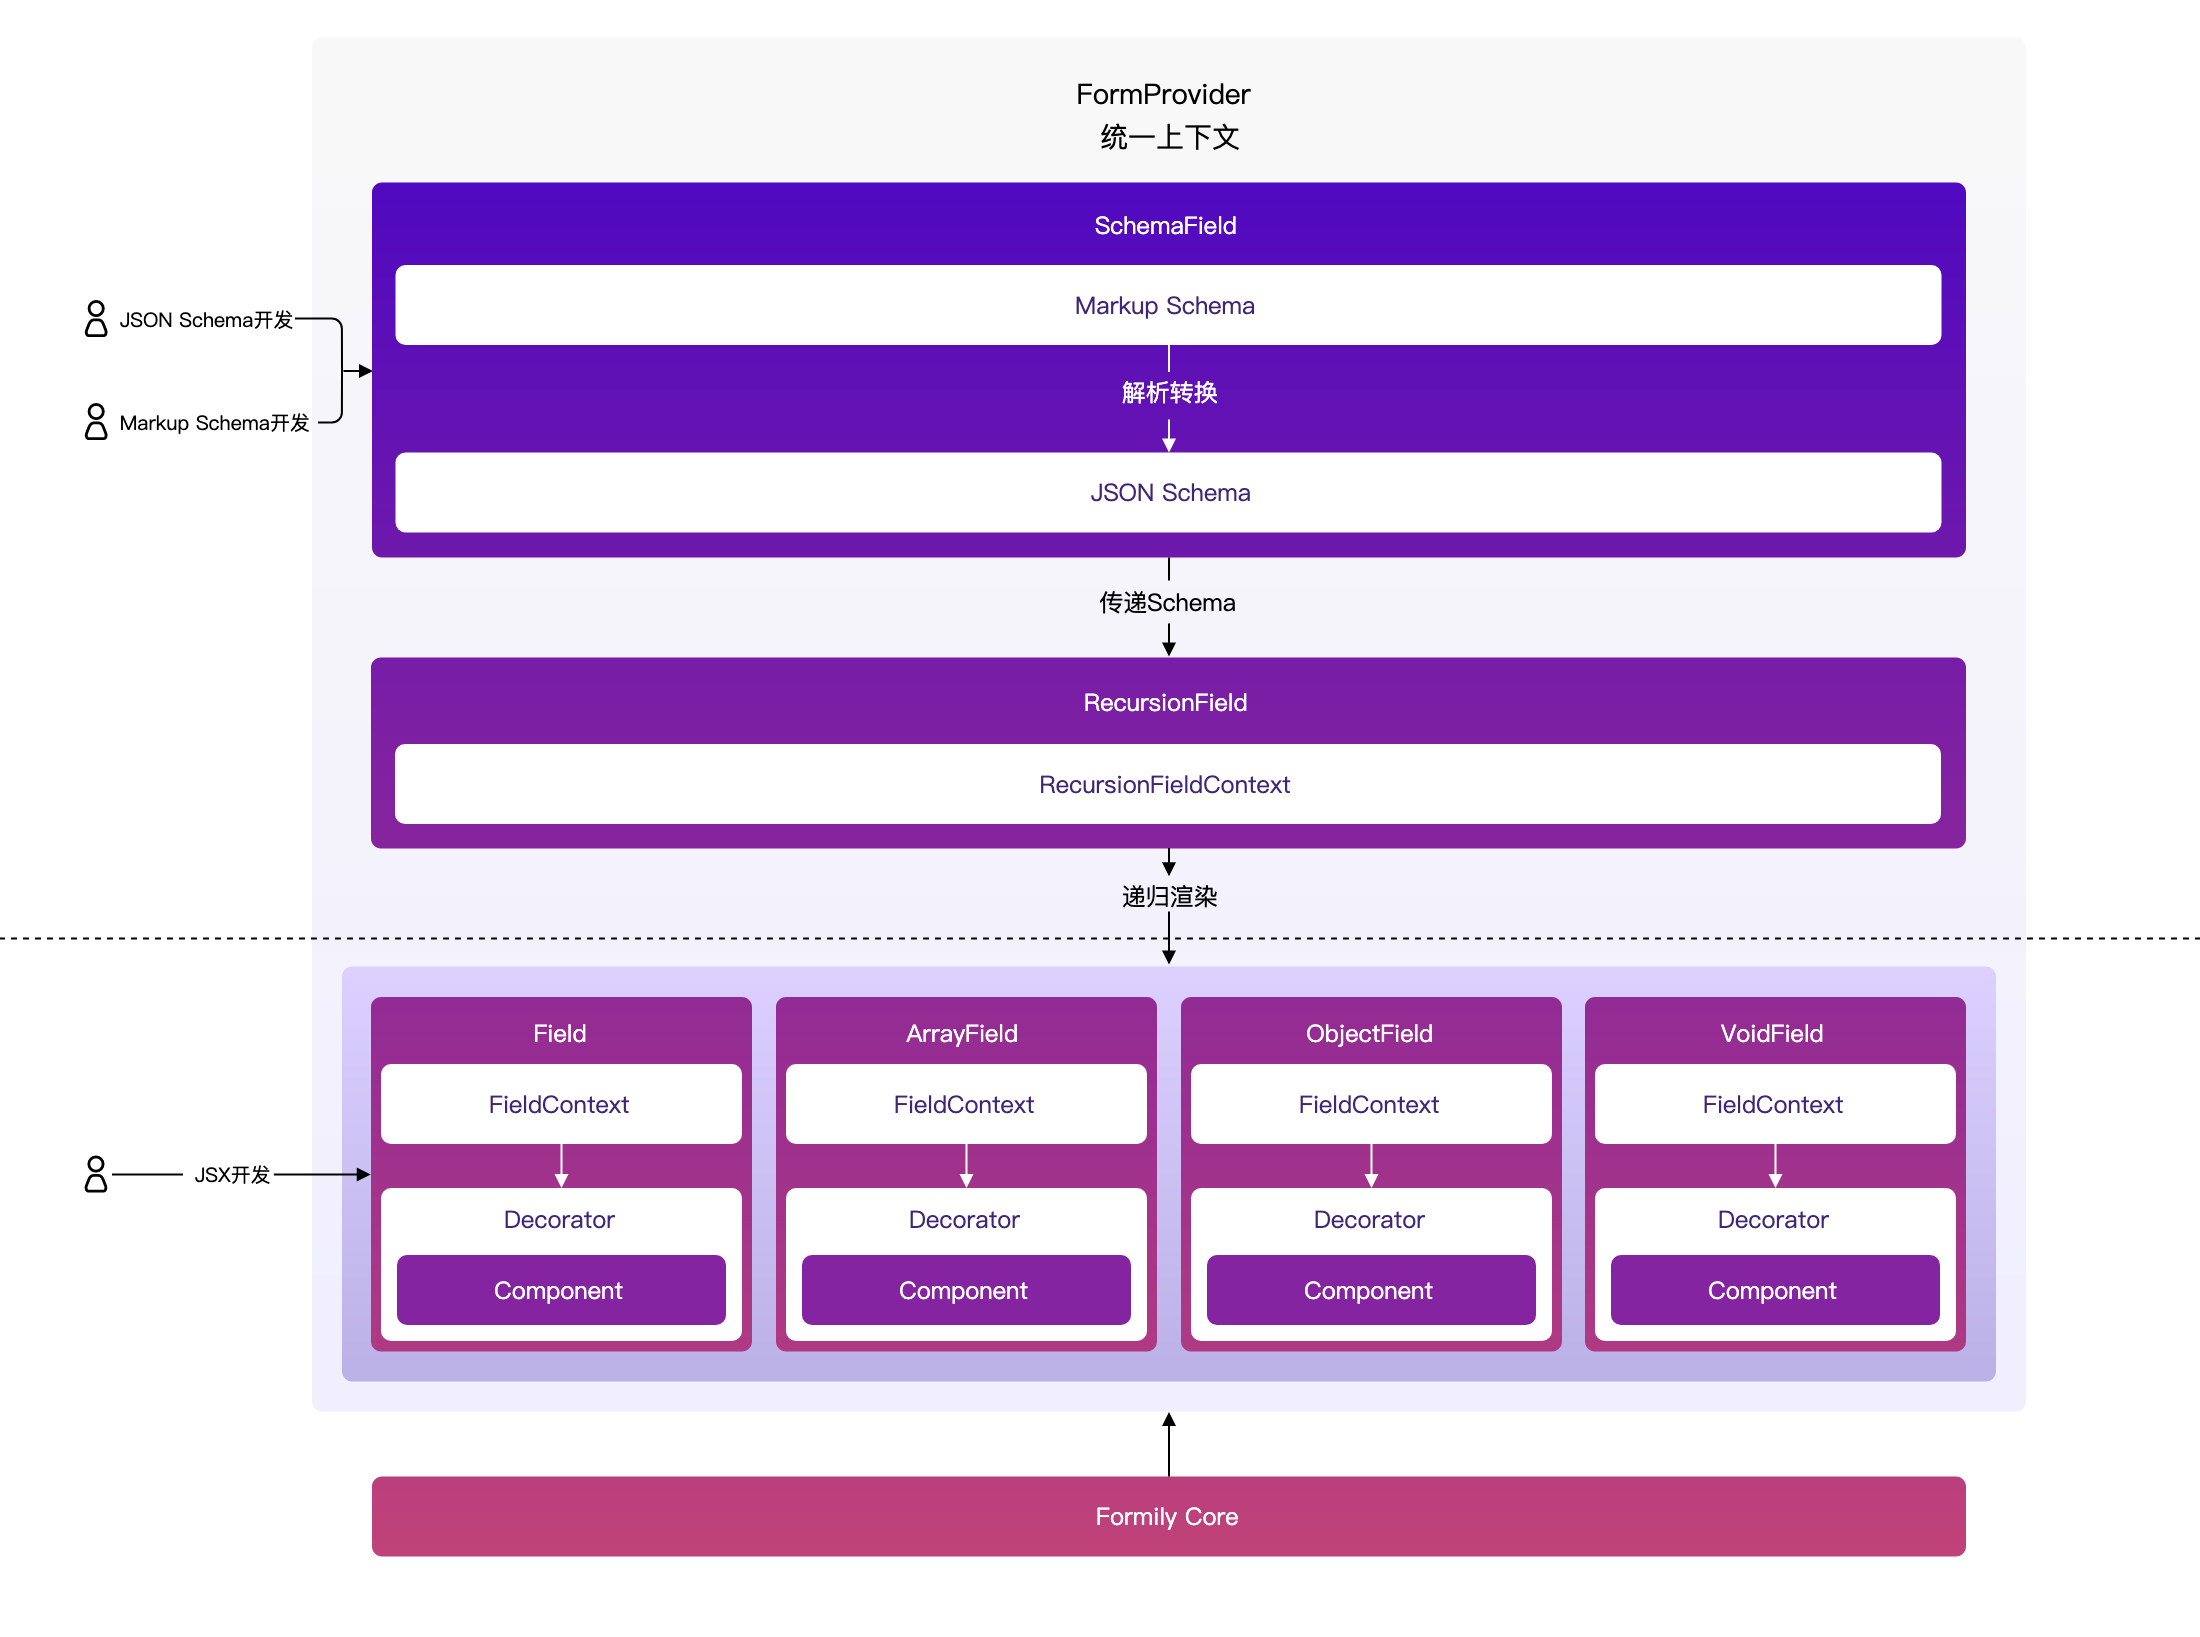 FormProvider
统一上下文
SchemaField
Markup Schema
JSON Schema开发
解析转换
Markup Schema开发
JSON Schema
传递Schema
RecursionField
RecursionFieldContext
递归渲染
Field
ArrayField
ObjectField
VoidField
FieldContext
FieldContext
FieldContext
FieldContext
JSX开发
Decorator
Decorator
Decorator
Decorator
Component
Component
Component
Component
Formily Core